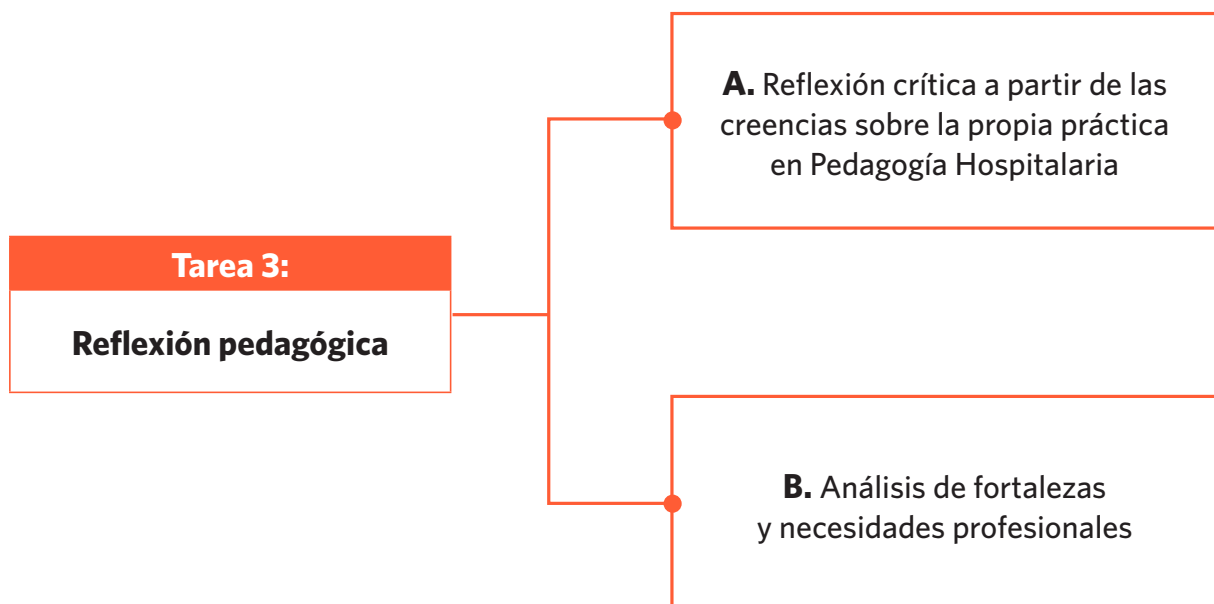 A. Reflexión crítica a partir de las
creencias sobre la propia práctica
en Pedagogía Hospitalaria
Tarea 3:
Reflexión pedagógica
B. Análisis de fortalezas
y necesidades profesionales